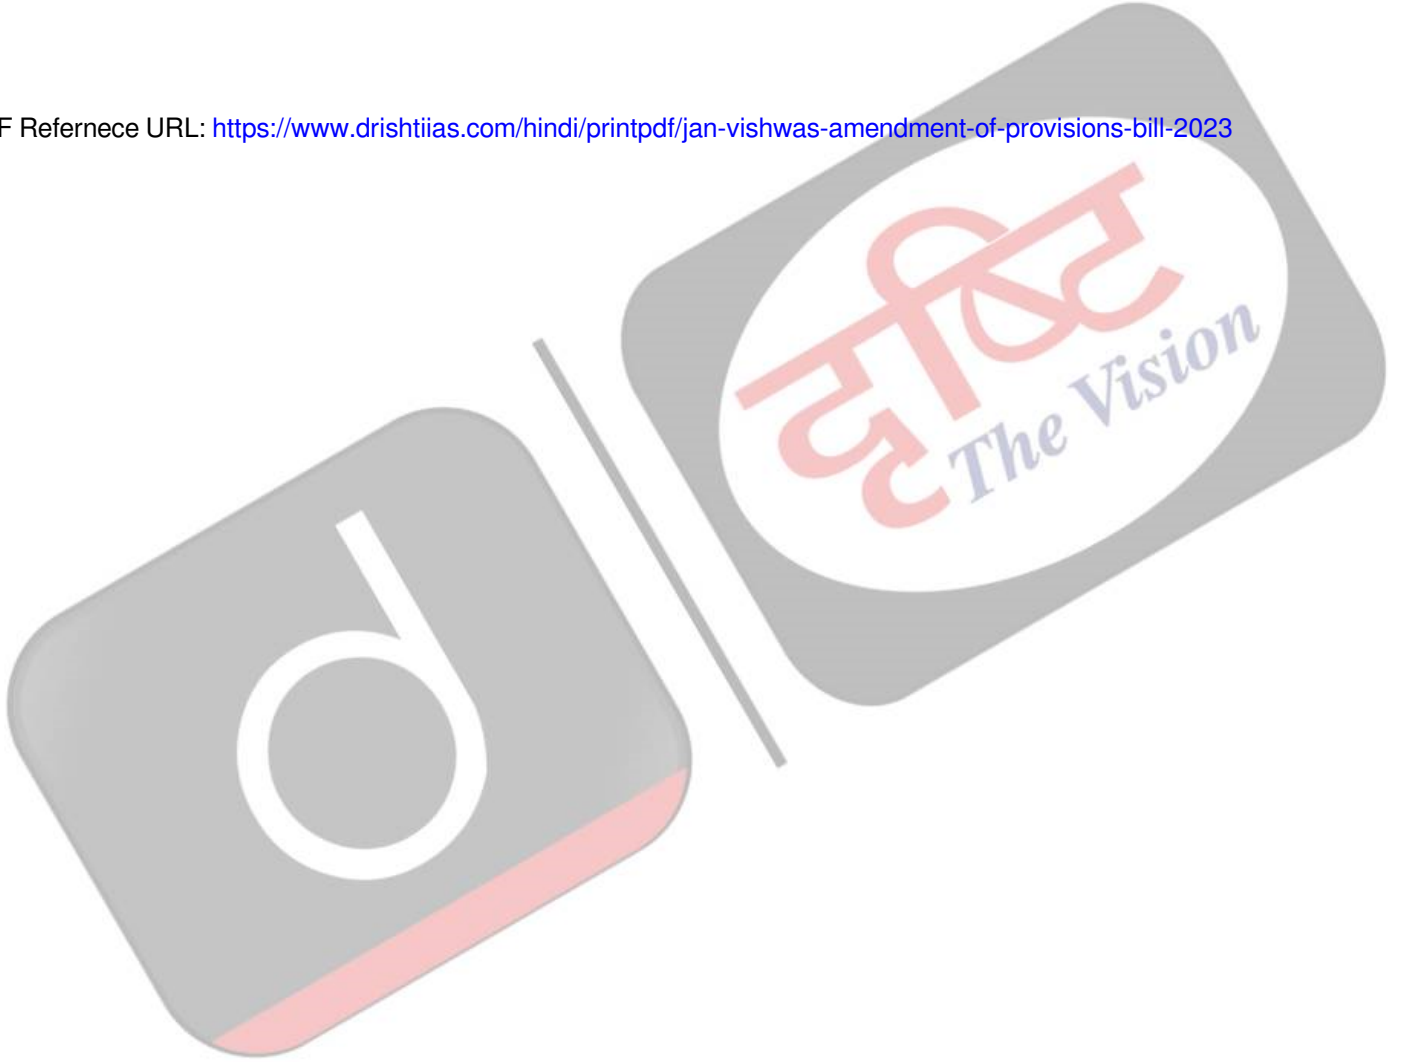 F Refernece URL: https://www.drishtiias.com/hindi/printpdf/jan-vishwas-amendment-of-provisions-bill-2023
दृष्टि
The Vision
d